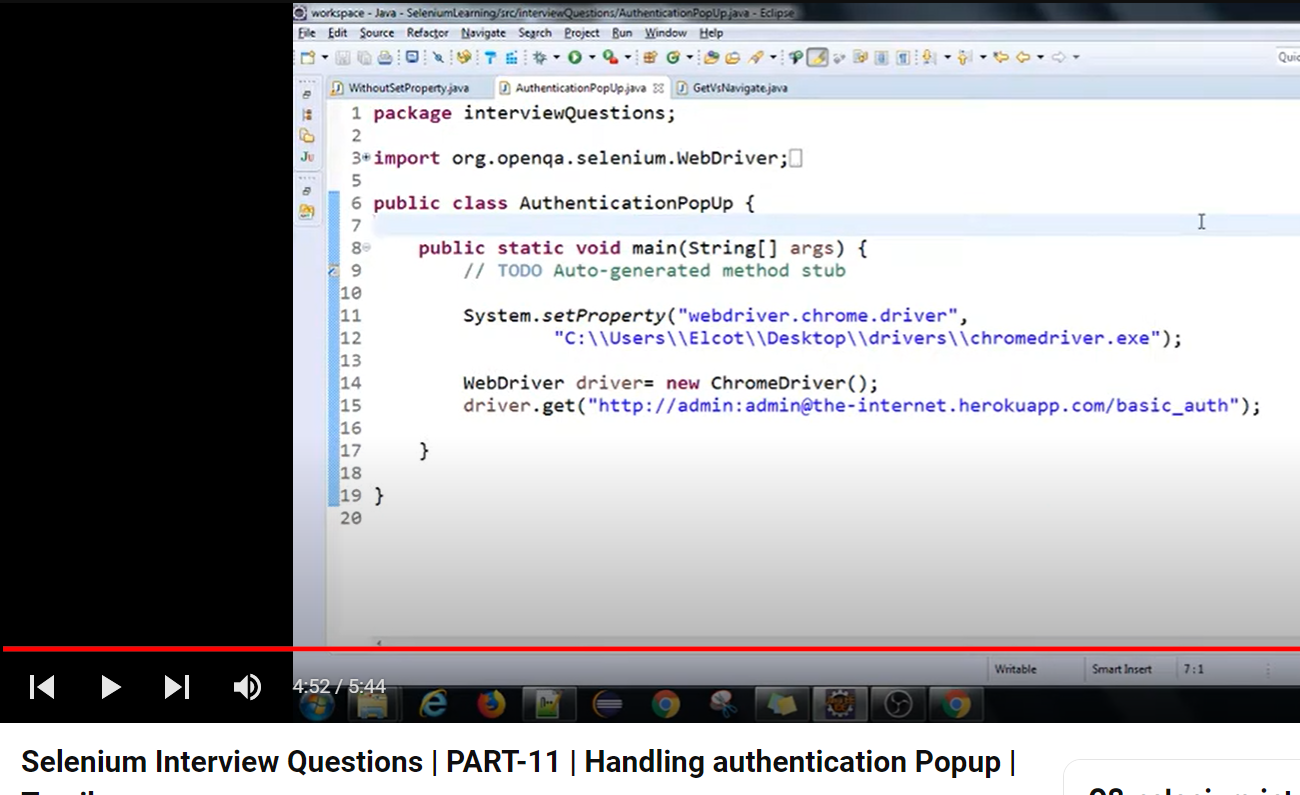 workspace - Java - SeleniumLearning/src/interviewQuestions/AuthenticationPopUp.java - Eclipse
File Edit Source Refactor Navigate Search Project Run Window Help
WithoutSetProperty.java AuthenticationPopUp.java GetVsNavigate.java
1 package interviewQuestions;
2
3 import org.openqa.selenium.WebDriver;
5
6 public class AuthenticationPopUp {
7
8 public static void main(String[] args) {
9 // TODO Auto-generated method stub
10
11 System.setProperty("webdriver.chrome.driver",
12 "C:\\Users\\Elcot\\Desktop\\drivers\\chromedriver.exe");
13
14 WebDriver driver= new ChromeDriver();
15 driver.get("http://admin:admin@the-internet.herokuapp.com/basic_auth");
16
17 }
18
19 }
20
Writable Smart Insert 7 : 1
4:52 / 5:44
Selenium Interview Questions | PART-11 | Handling authentication Popup |